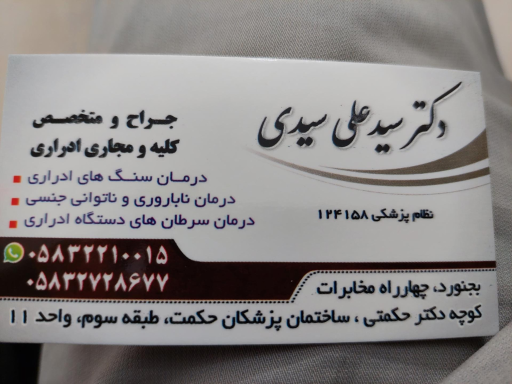 دکتر سید علی سیدی
نظام پزشکی ۱۲۴۱۵۸
جراح و متخصص
کلیه و مجاری ادراری
درمان سنگ های ادراری
درمان ناباروری و ناتوانی جنسی
درمان سرطان های دستگاه ادراری
۰۵۸۳۲۲۱۰۰۱۵
۰۵۸۳۲۷۲۸۶۷۷
بجنورد، چهارراه مخابرات
کوچه دکتر حکمتی ، ساختمان پزشکان حکمت، طبقه سوم، واحد ۱۱